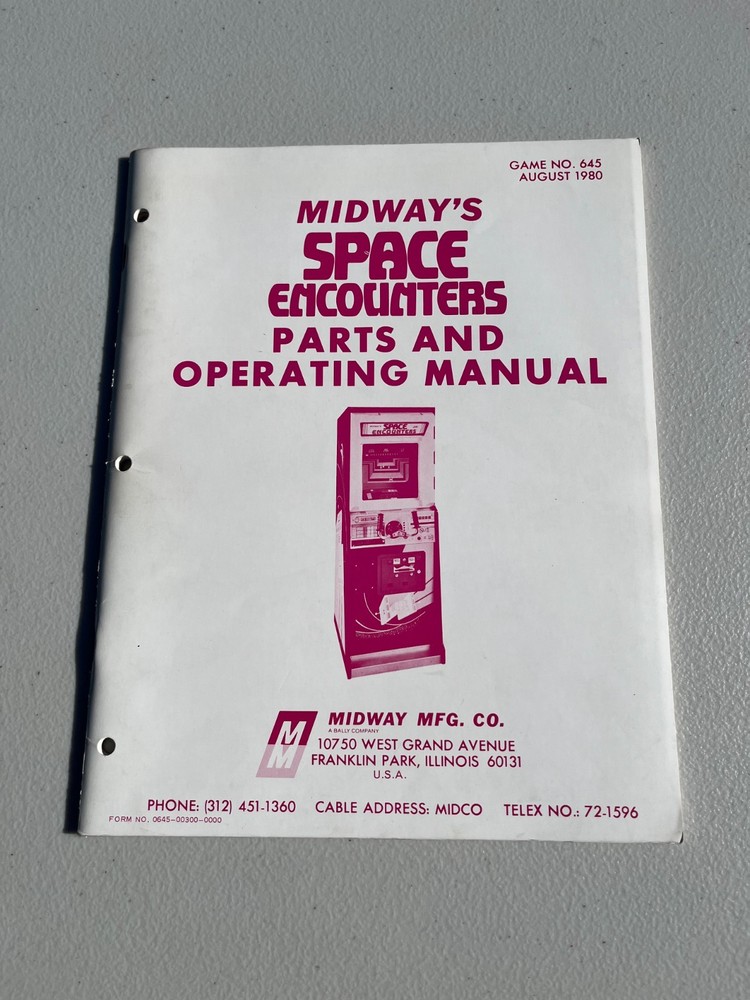 GAME NO. 645
AUGUST 1980
MIDWAY'S
SPACE
ENCOUNTERS
PARTS AND
OPERATING MANUAL
SPACE
ENCOUNTERS
MM
MIDWAY MFG. CO.
A BALLY COMPANY
10750 WEST GRAND AVENUE
FRANKLIN PARK, ILLINOIS 60131
U.S.A.
PHONE: (312) 451-1360 CABLE ADDRESS: MIDCO TELEX NO.: 72-1596
FORM NO. 0645-00300-0000